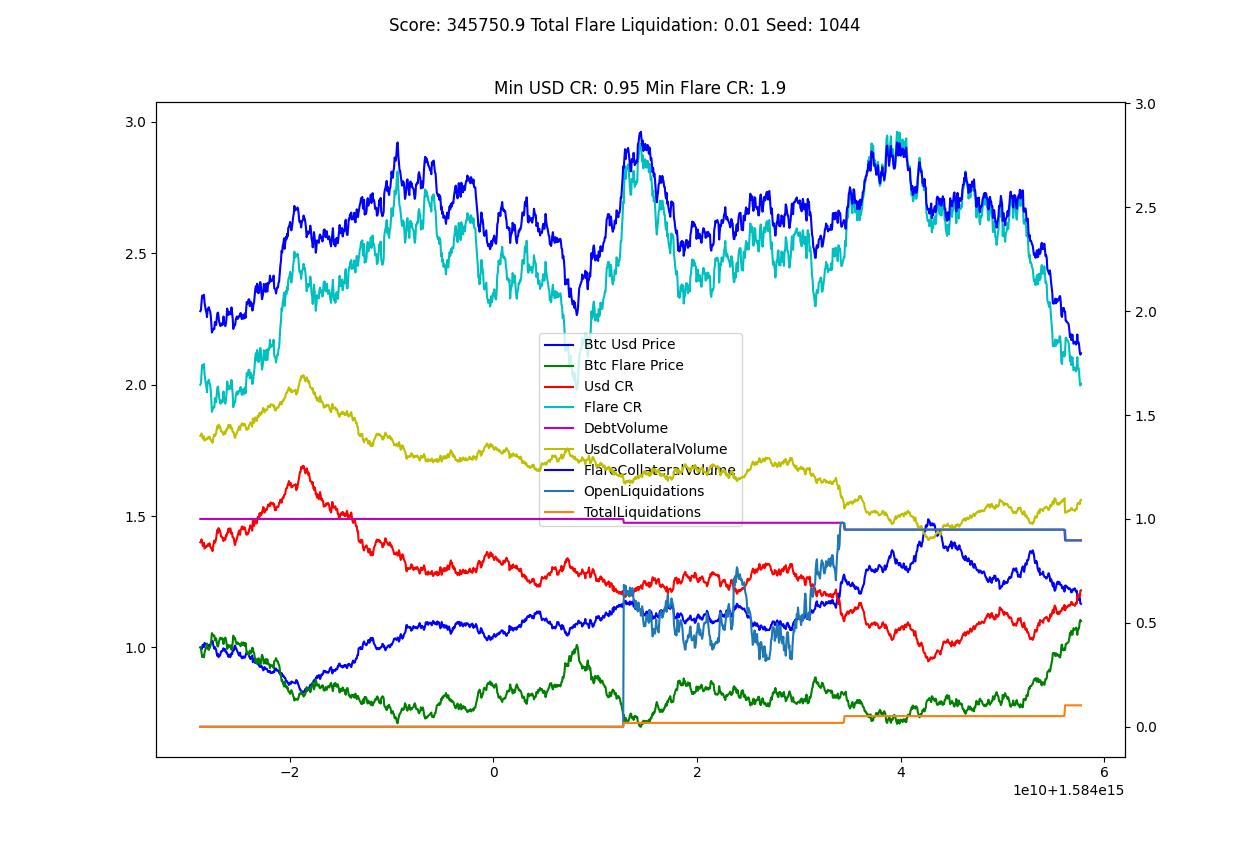 Score: 345750.9 Total Flare Liquidation: 0.01 Seed: 1044
Min USD CR: 0.95 Min Flare CR: 1.9
3.0
2.5
2.0
1.5
1.0
3.0
2.5
2.0
1.5
1.0
0.5
0.0
Btc Usd Price
Btc Flare Price
Usd CR
Flare CR
DebtVolume
UsdCollateralVolume
FlareCollateralVolume
OpenLiquidations
TotalLiquidations
−2 0 2 4 6
1e10+1.584e15